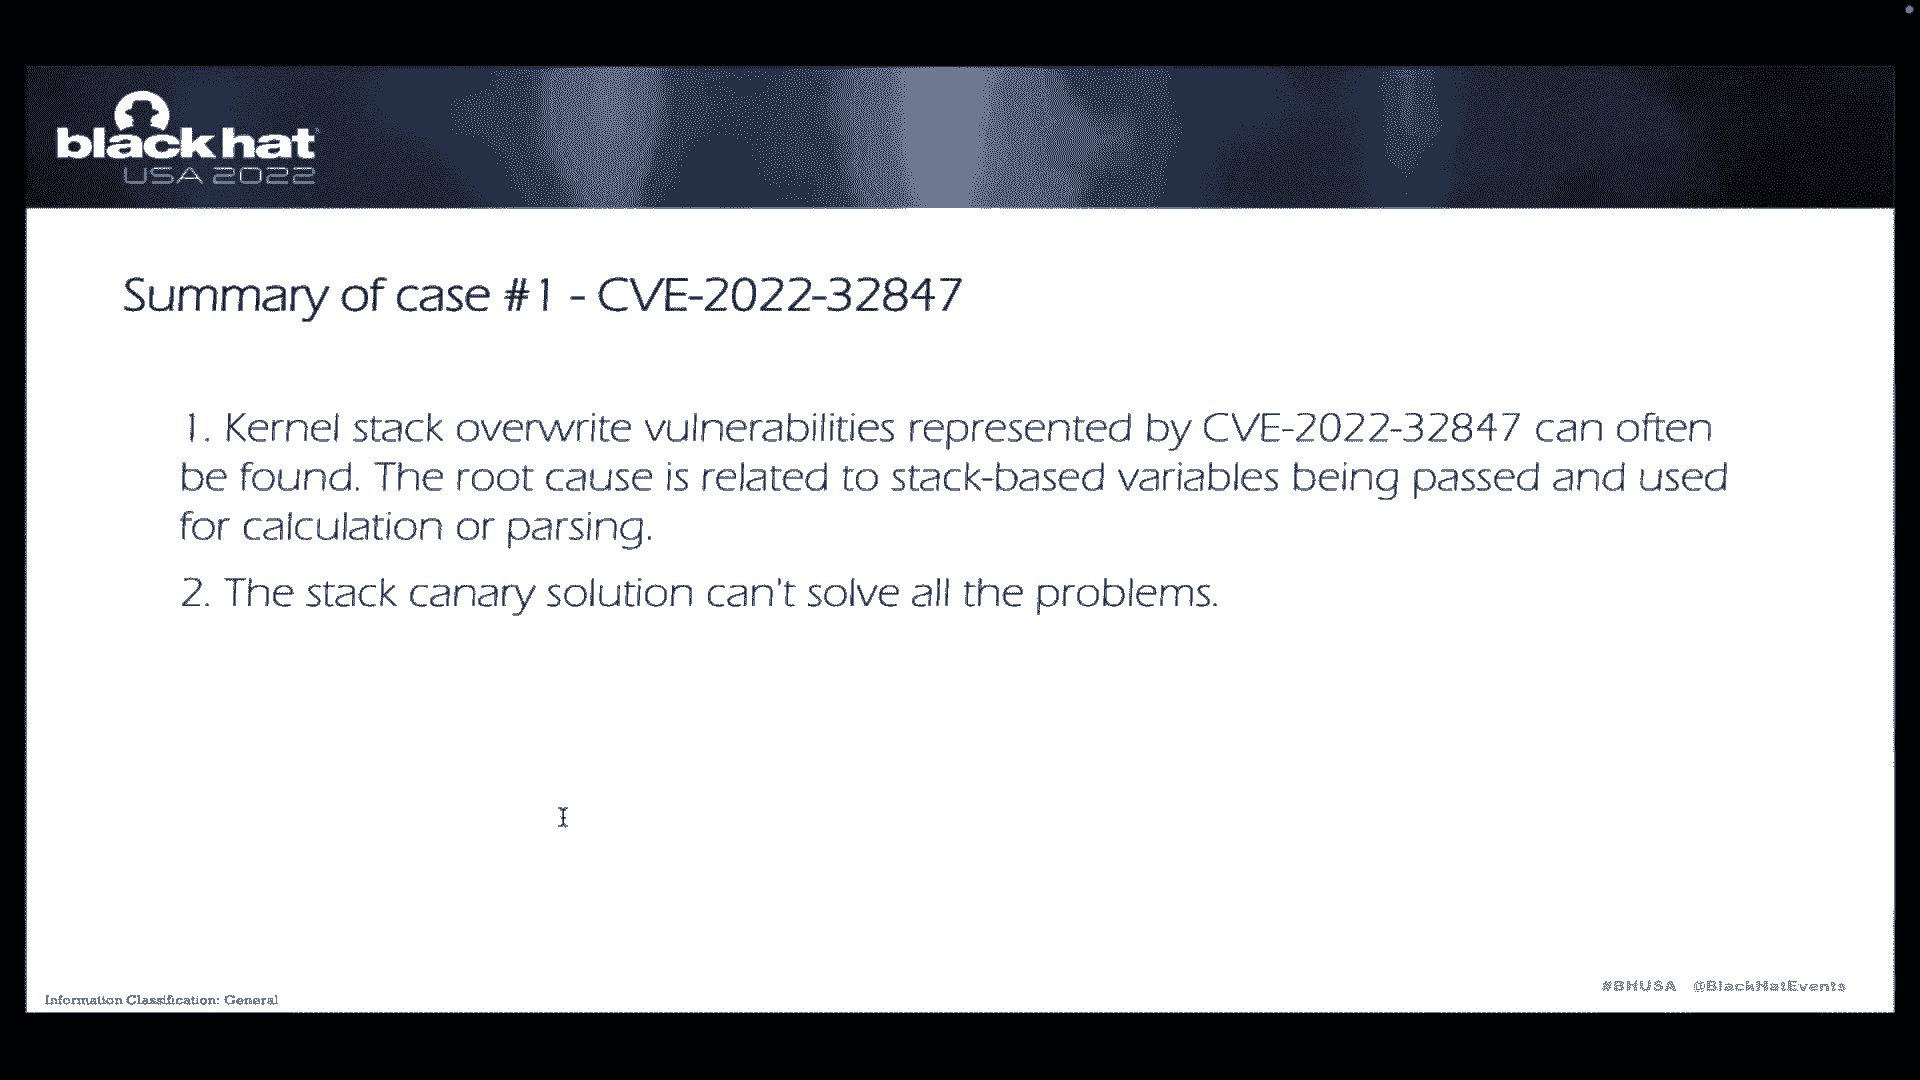 black hat
USA 2022
Summary of case #1 - CVE-2022-32847
1. Kernel stack overwrite vulnerabilities represented by CVE-2022-32847 can often
be found. The root cause is related to stack-based variables being passed and used
for calculation or parsing.
2. The stack canary solution can't solve all the problems.
Information Classification: General
#BHUSA @BlackHatEvents